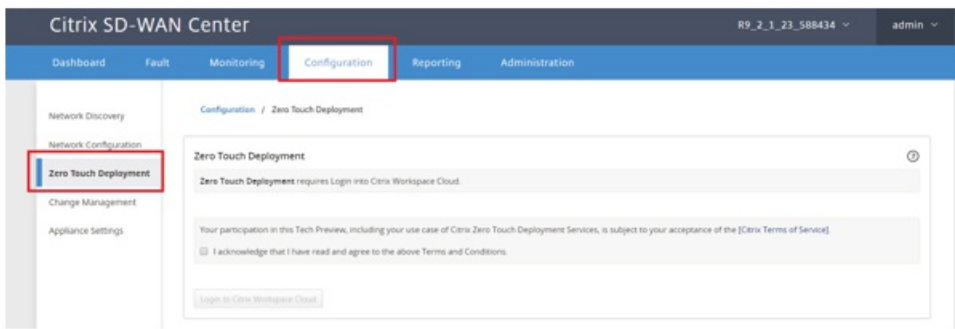 Citrix SD-WAN Center
R9_2_1_23_588434
admin
Dashboard Fault Monitoring Configuration Reporting Administration
Network Discovery
Network Configuration
Zero Touch Deployment
Change Management
Appliance Settings
Configuration / Zero Touch Deployment
Zero Touch Deployment
Zero Touch Deployment requires Login into Citrix Workspace Cloud.
Your participation in this Tech Preview, including your use case of Citrix Zero Touch Deployment Services, is subject to your acceptance of the [Citrix Terms of Service].
I acknowledge that I have read and agree to the above Terms and Conditions.
Login to Citrix Workspace Cloud